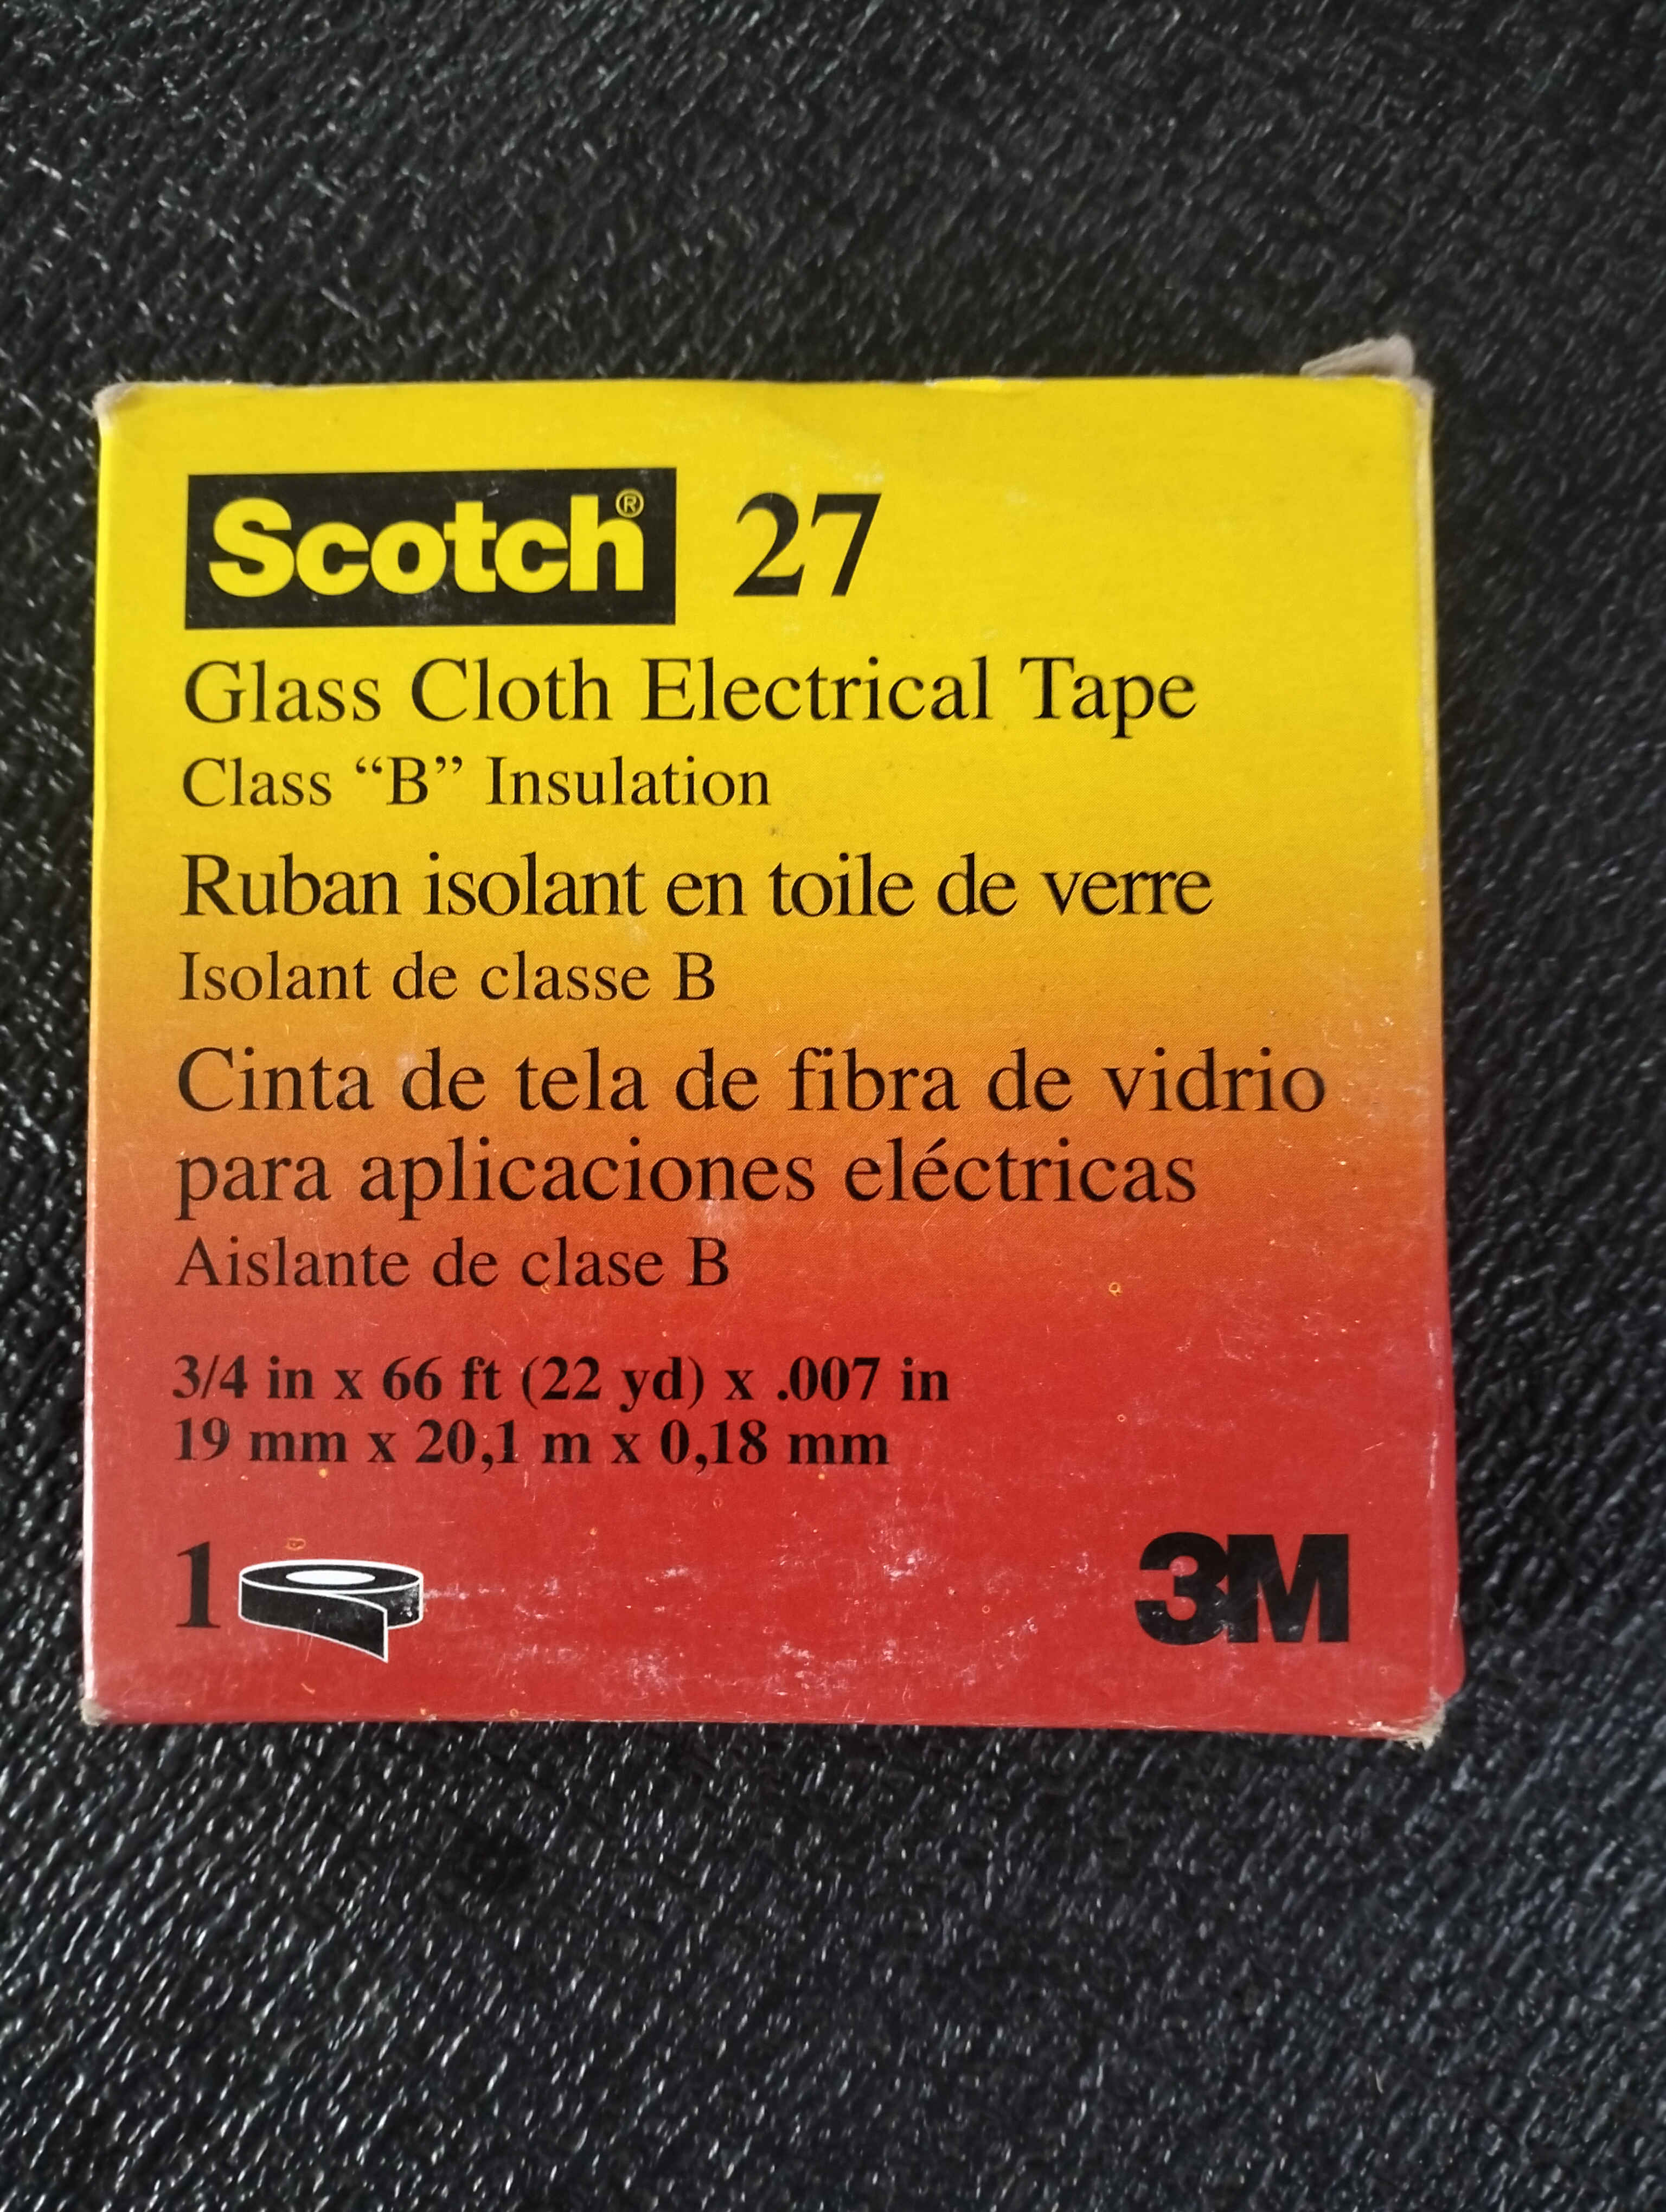 Scotch® 27
Glass Cloth Electrical Tape
Class “B” Insulation
Ruban isolant en toile de verre
Isolant de classe B
Cinta de tela de fibra de vidrio
para aplicaciones eléctricas
Aislante de clase B
3/4 in x 66 ft (22 yd) x .007 in
19 mm x 20,1 m x 0,18 mm
1
3M